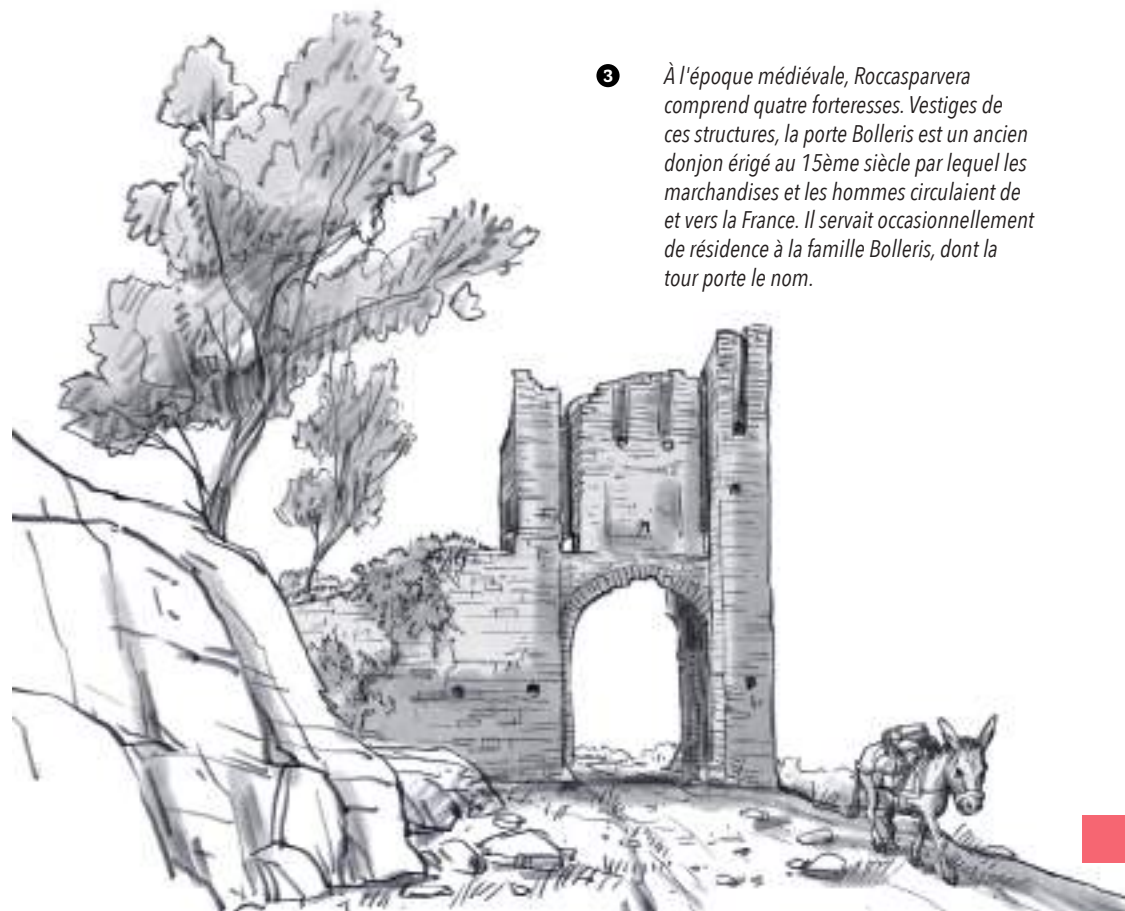 3
À l'époque médiévale, Roccasparvera
comprend quatre forteresses. Vestiges de
ces structures, la porte Bolleris est un ancien
donjon érigé au 15ème siècle par lequel les
marchandises et les hommes circulaient de
et vers la France. Il servait occasionnellement
de résidence à la famille Bolleris, dont la
tour porte le nom.